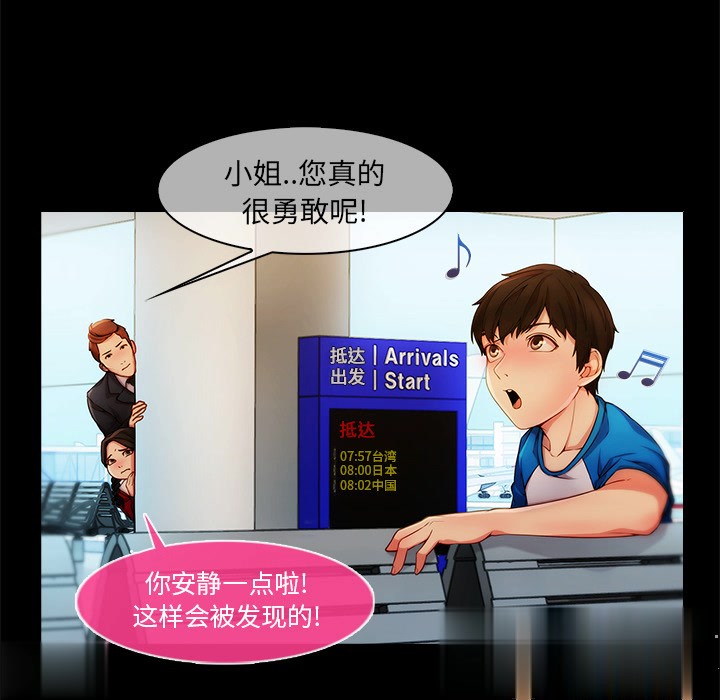 小姐..您真的
很勇敢呢!
抵达 | Arrivals
出发 | Start
抵达
07:57台湾
08:00日本
08:02中国
你安静一点啦!
这样会被发现的!